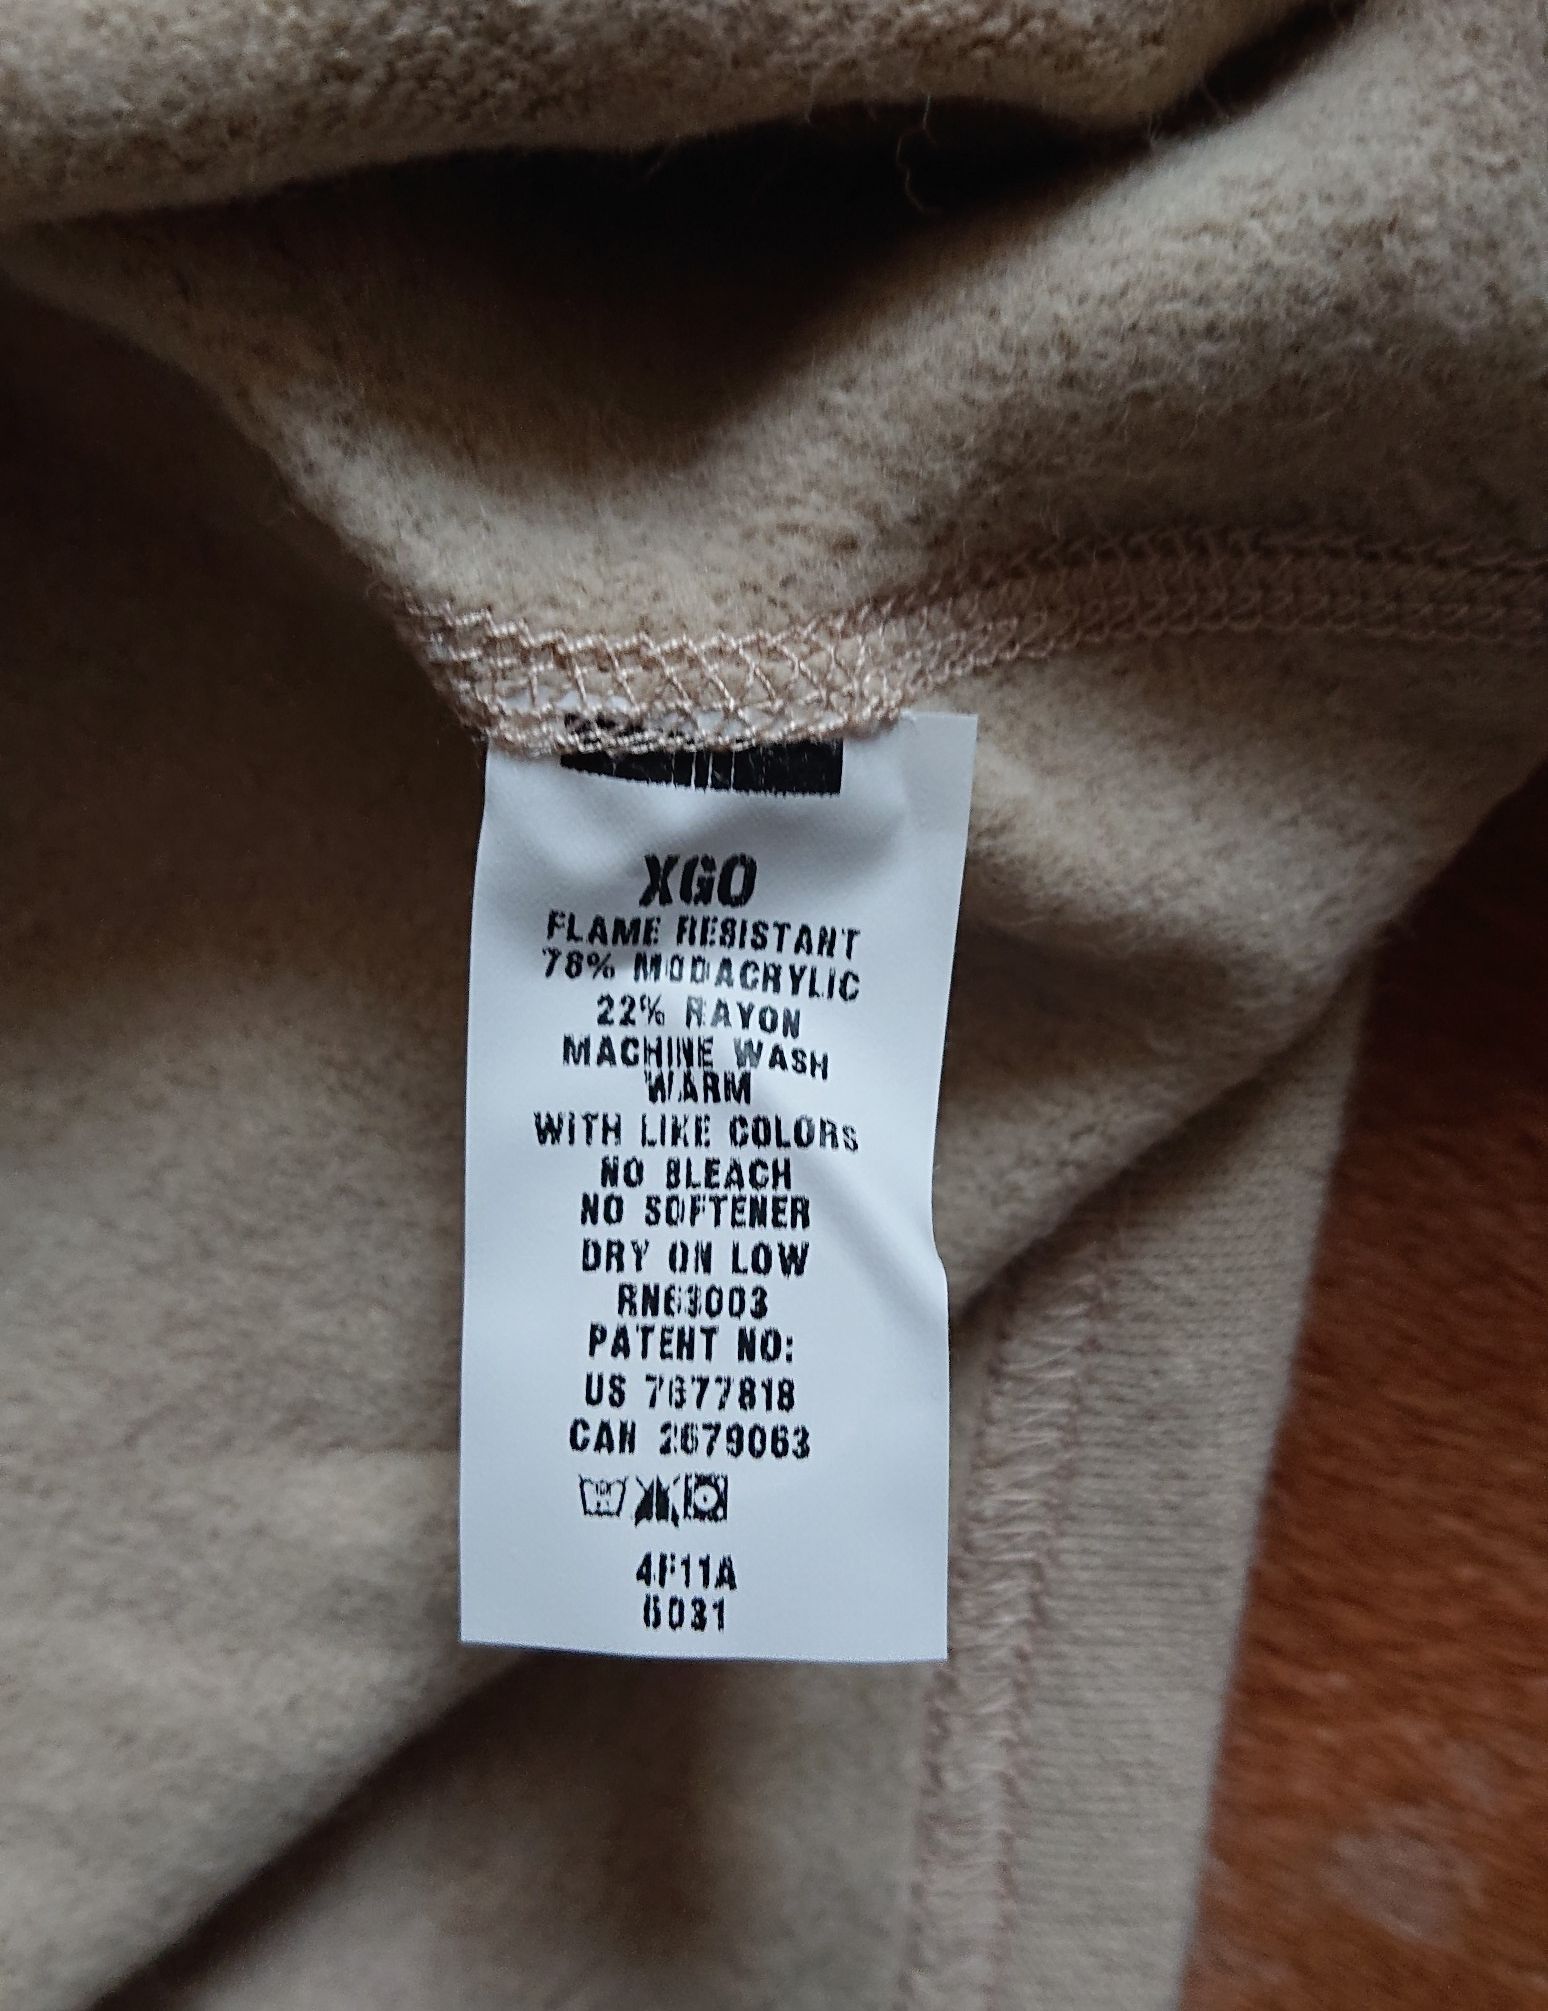 XGO
FLAME RESISTANT
78% MODACRYLIC
22% RAYON
MACHINE WASH
WARM
WITH LIKE COLORS
NO BLEACH
NO SOFTENER
DRY ON LOW
RN63003
PATENT NO:
US 7677818
CAN 2679063
4F11A